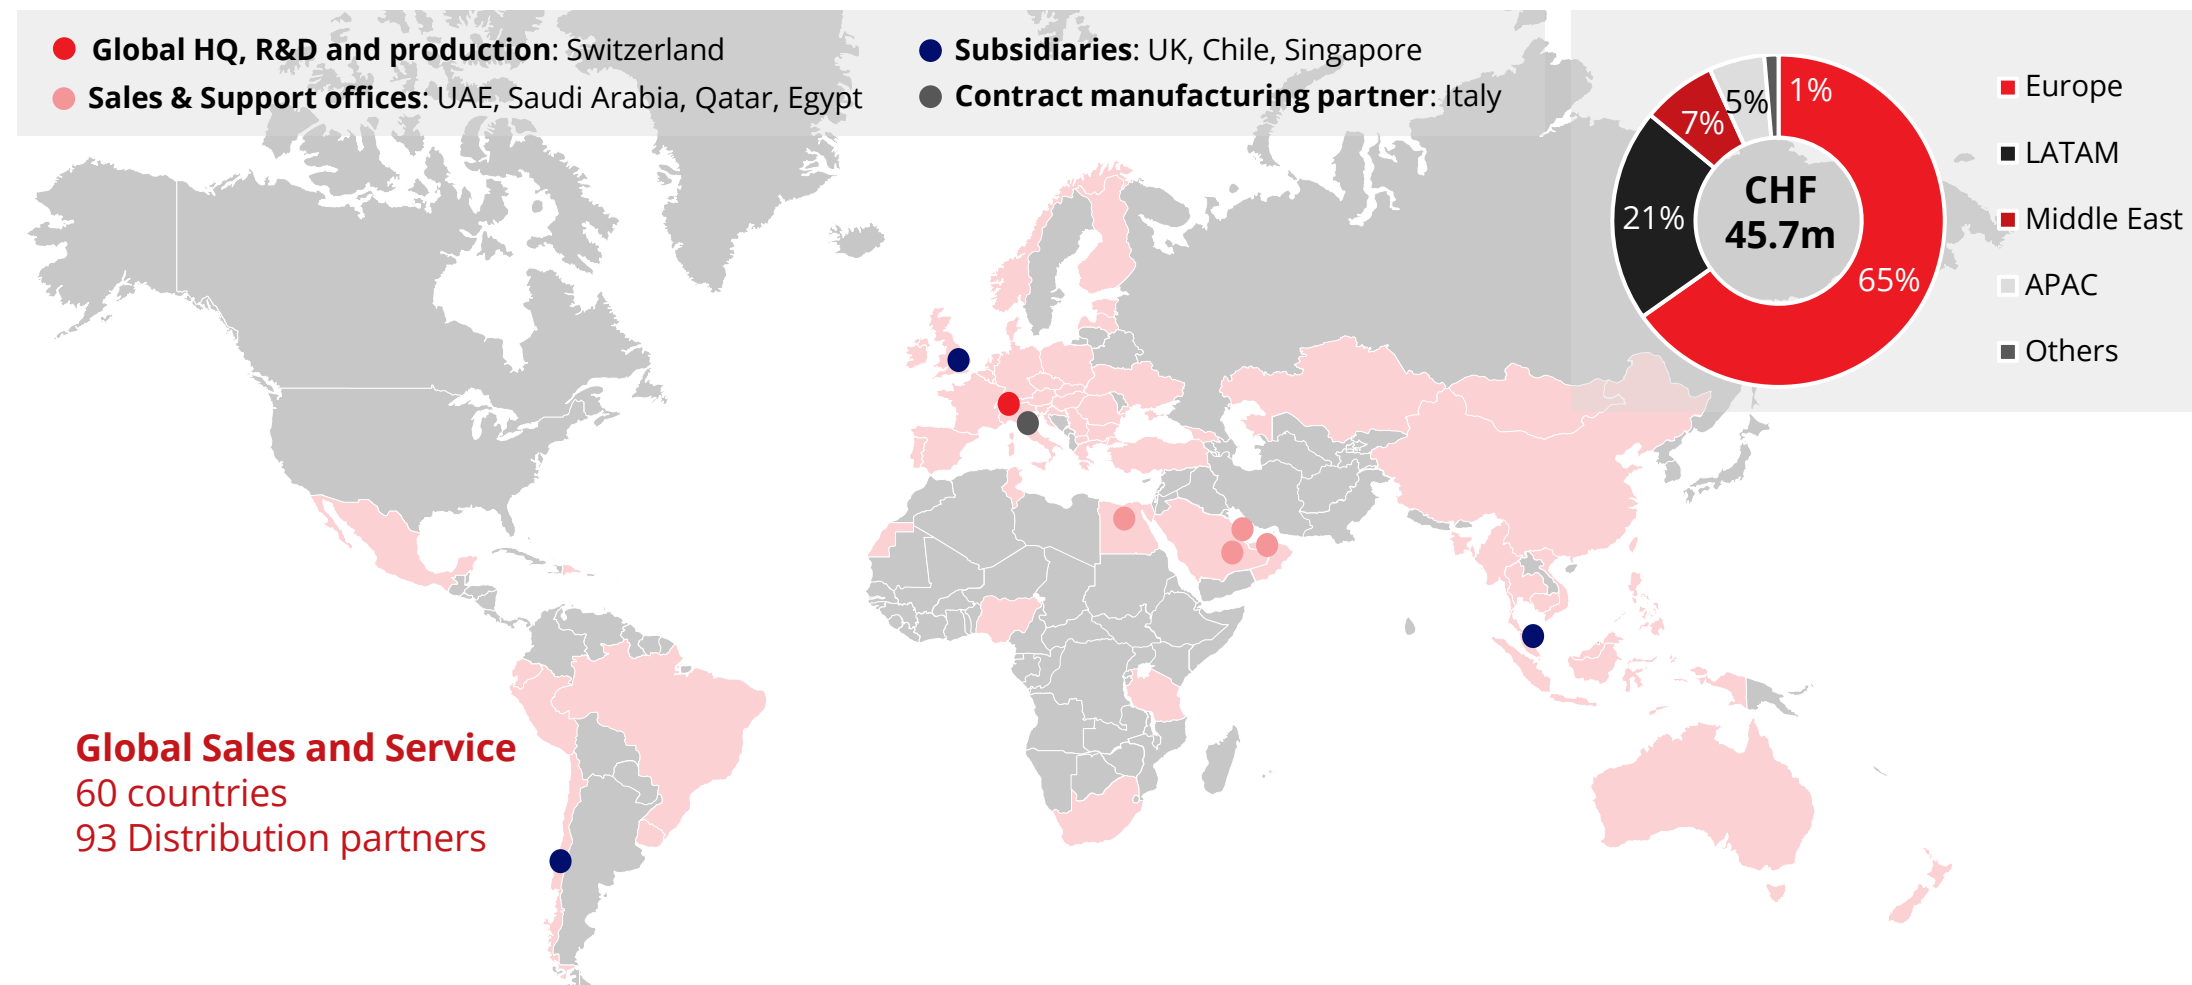 Global HQ, R&D and production: Switzerland
Sales & Support offices: UAE, Saudi Arabia, Qatar, Egypt
Subsidiaries: UK, Chile, Singapore
Contract manufacturing partner: Italy
1%
5%
7%
21%
65%
CHF
45.7m
Europe
LATAM
Middle East
APAC
Others
Global Sales and Service
60 countries
93 Distribution partners